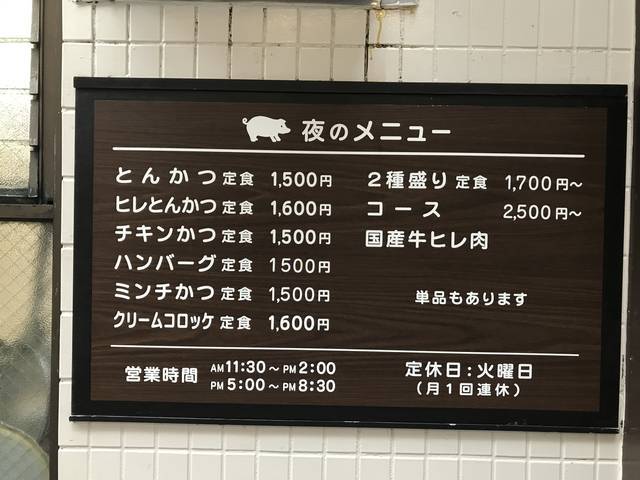 夜のメニュー
とんかつ定食 1,500円
ヒレとんかつ定食 1,600円
チキンかつ定食 1,500円
ハンバーグ定食 1500円
ミンチかつ定食 1,500円
クリームコロッケ定食 1,600円
2種盛り定食 1,700円～
コース 2,500円～
国産牛ヒレ肉
単品もあります
営業時間 AM11:30～PM2:00
PM5:00～PM8:30
定休日:火曜日
(月1回連休)